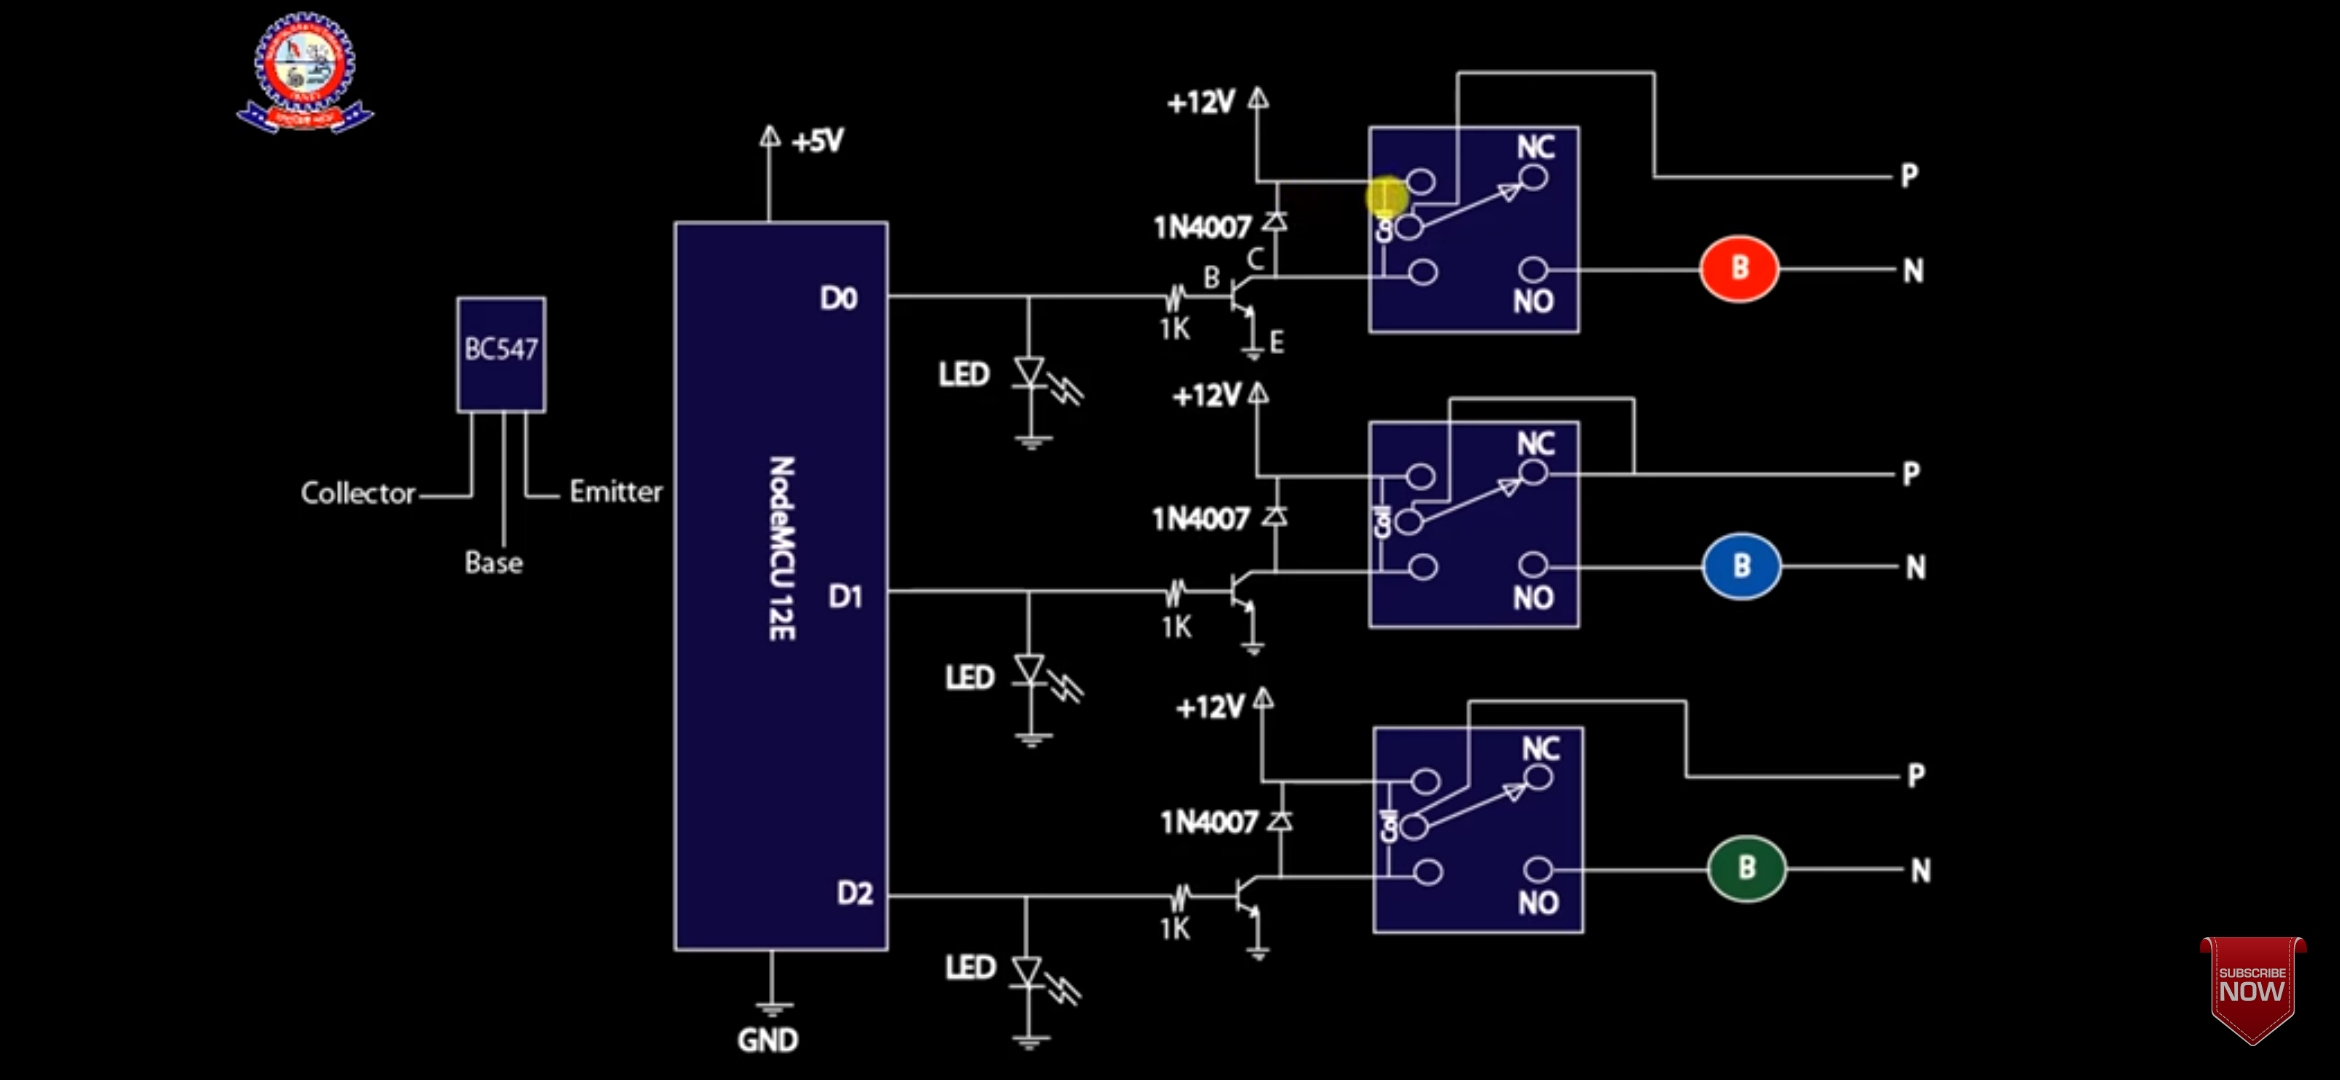 +5V
D0
D1
D2
NodeMCU 12E
GND
BC547
Collector
Base
Emitter
LED
1K
B
C
E
+12V
1N4007
Coil
NC
NO
P
B
N
LED
1K
+12V
1N4007
Coil
NC
NO
P
B
N
LED
1K
+12V
1N4007
Coil
NC
NO
P
B
N
SUBSCRIBE
NOW